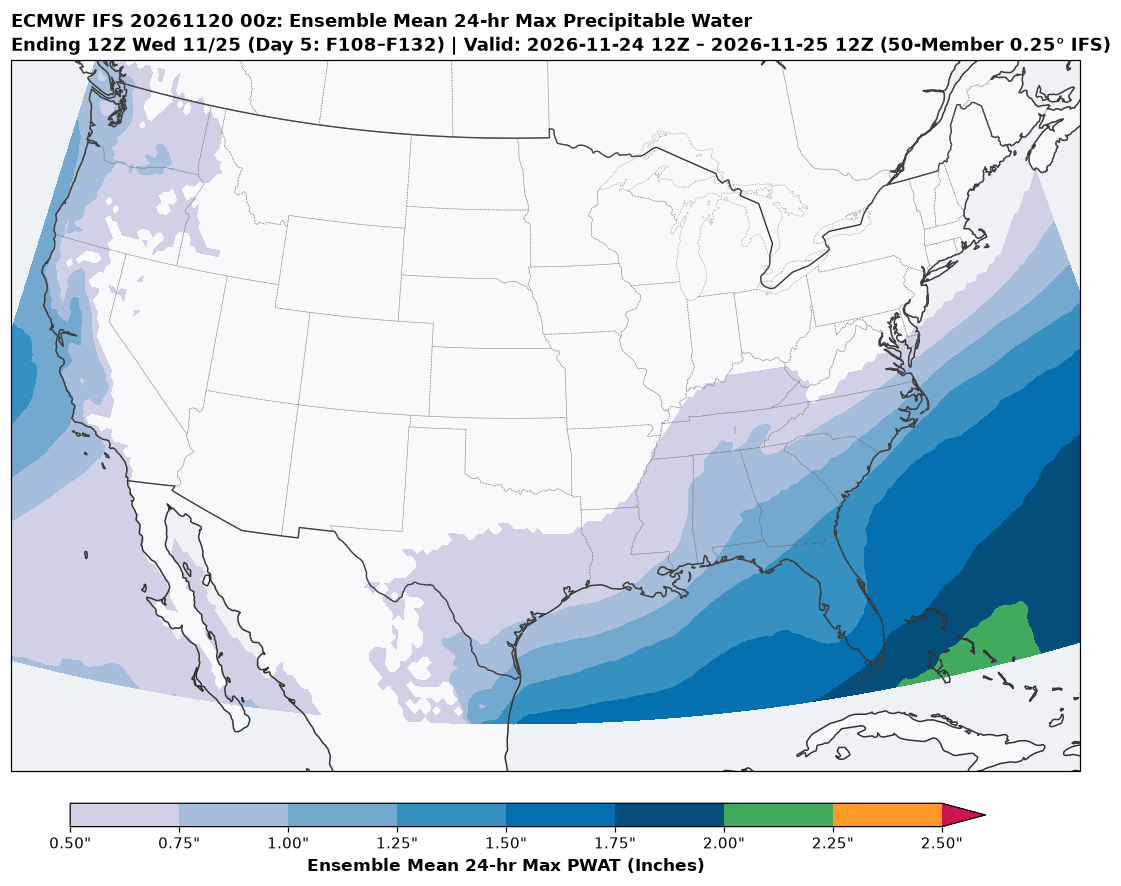 ECMWF IFS 20261120 00z: Ensemble Mean 24-hr Max Precipitable Water
Ending 12Z Wed 11/25 (Day 5: F108–F132) | Valid: 2026-11-24 12Z – 2026-11-25 12Z (50-Member 0.25° IFS)
0.50" 0.75" 1.00" 1.25" 1.50" 1.75" 2.00" 2.25" 2.50"
Ensemble Mean 24-hr Max PWAT (Inches)